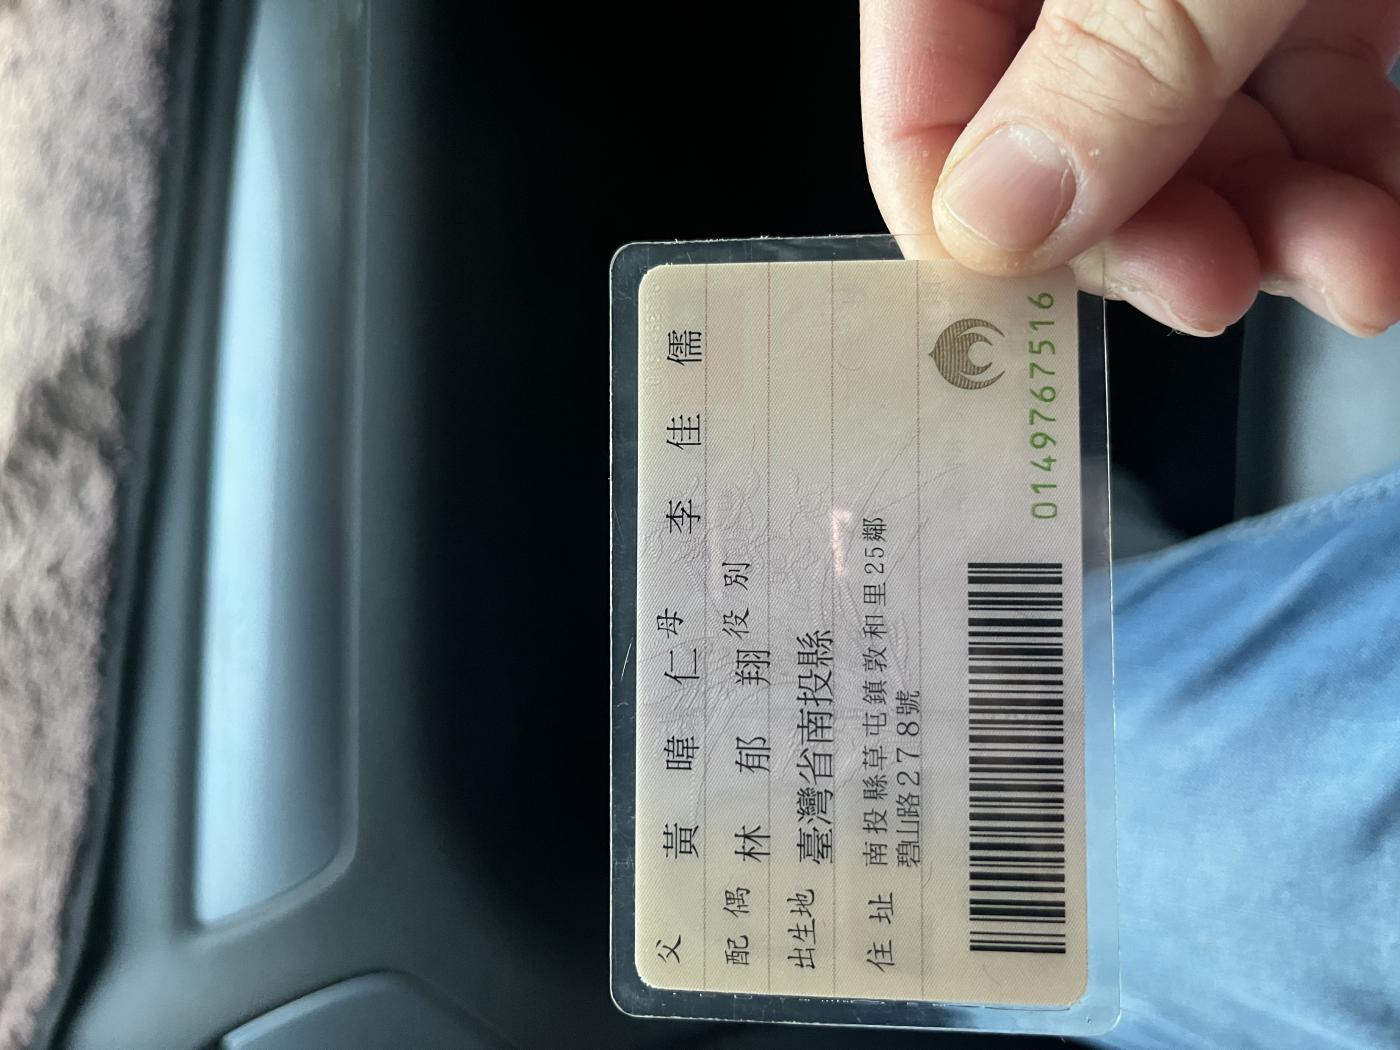 父 黃暐仁 母 李佳儒
配偶 林郁翔 役別
出生地 臺灣省南投縣
住址 南投縣草屯鎮敦和里25鄰
碧山路278號
0149767516